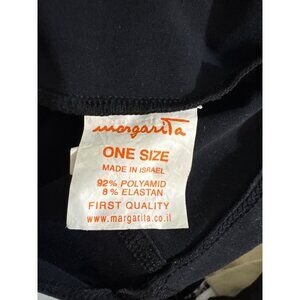 margarita
ONE SIZE
MADE IN ISRAEL
92% POLYAMID
8% ELASTAN
FIRST QUALITY
www.margarita.co.il